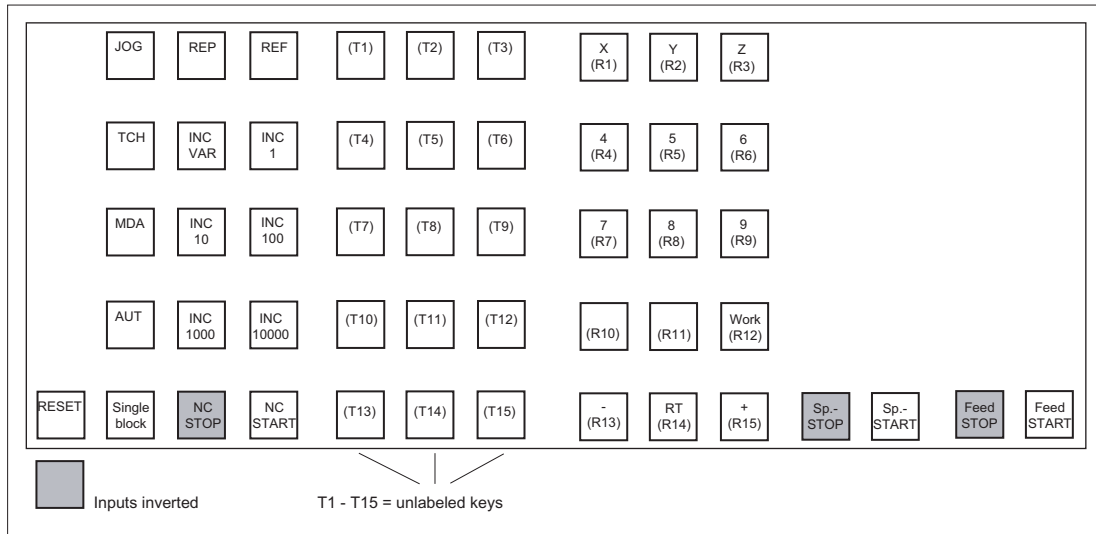 JOG REP REF (T1) (T2) (T3) X Y Z
(R1) (R2) (R3)
TCH INC INC (T4) (T5) (T6) 4 5 6
VAR 1 (R4) (R5) (R6)
MDA INC INC (T7) (T8) (T9) 7 8 9
10 100 (R7) (R8) (R9)
AUT INC INC (T10) (T11) (T12) Work
1000 10000 (R10) (R11) (R12)
RESET Single NC NC (T13) (T14) (T15) - RT + Sp.- Sp.- Feed Feed
block STOP START (R13) (R14) (R15) STOP START STOP START
Inputs inverted T1 - T15 = unlabeled keys